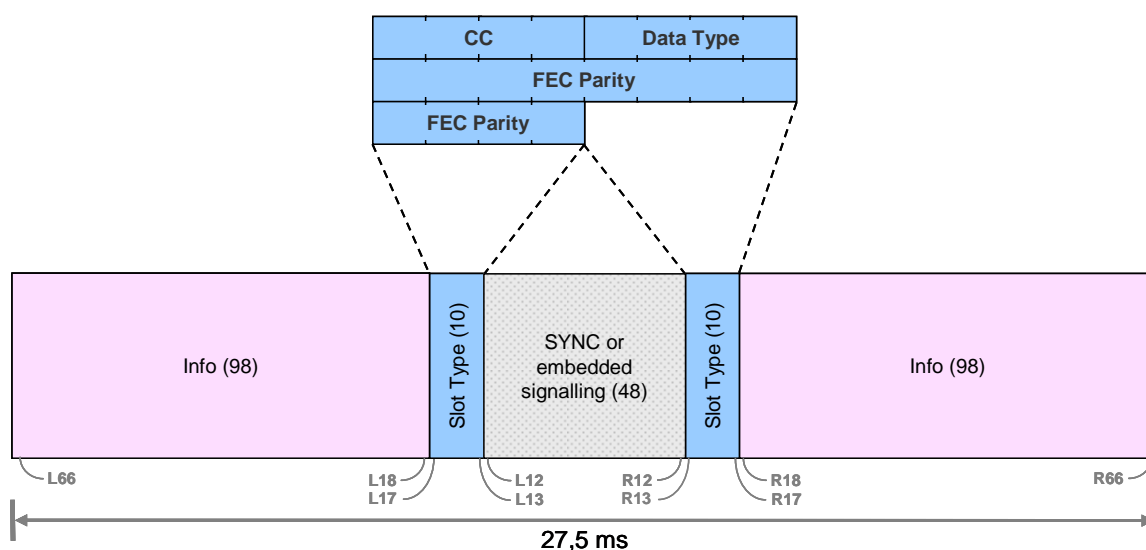 CC Data Type
FEC Parity
FEC Parity
Info (98)
Slot Type (10)
SYNC or
embedded
signalling (48)
Slot Type (10)
Info (98)
L66 L18 L12 R12 R18 R66
L17 L13 R13 R17
27,5 ms